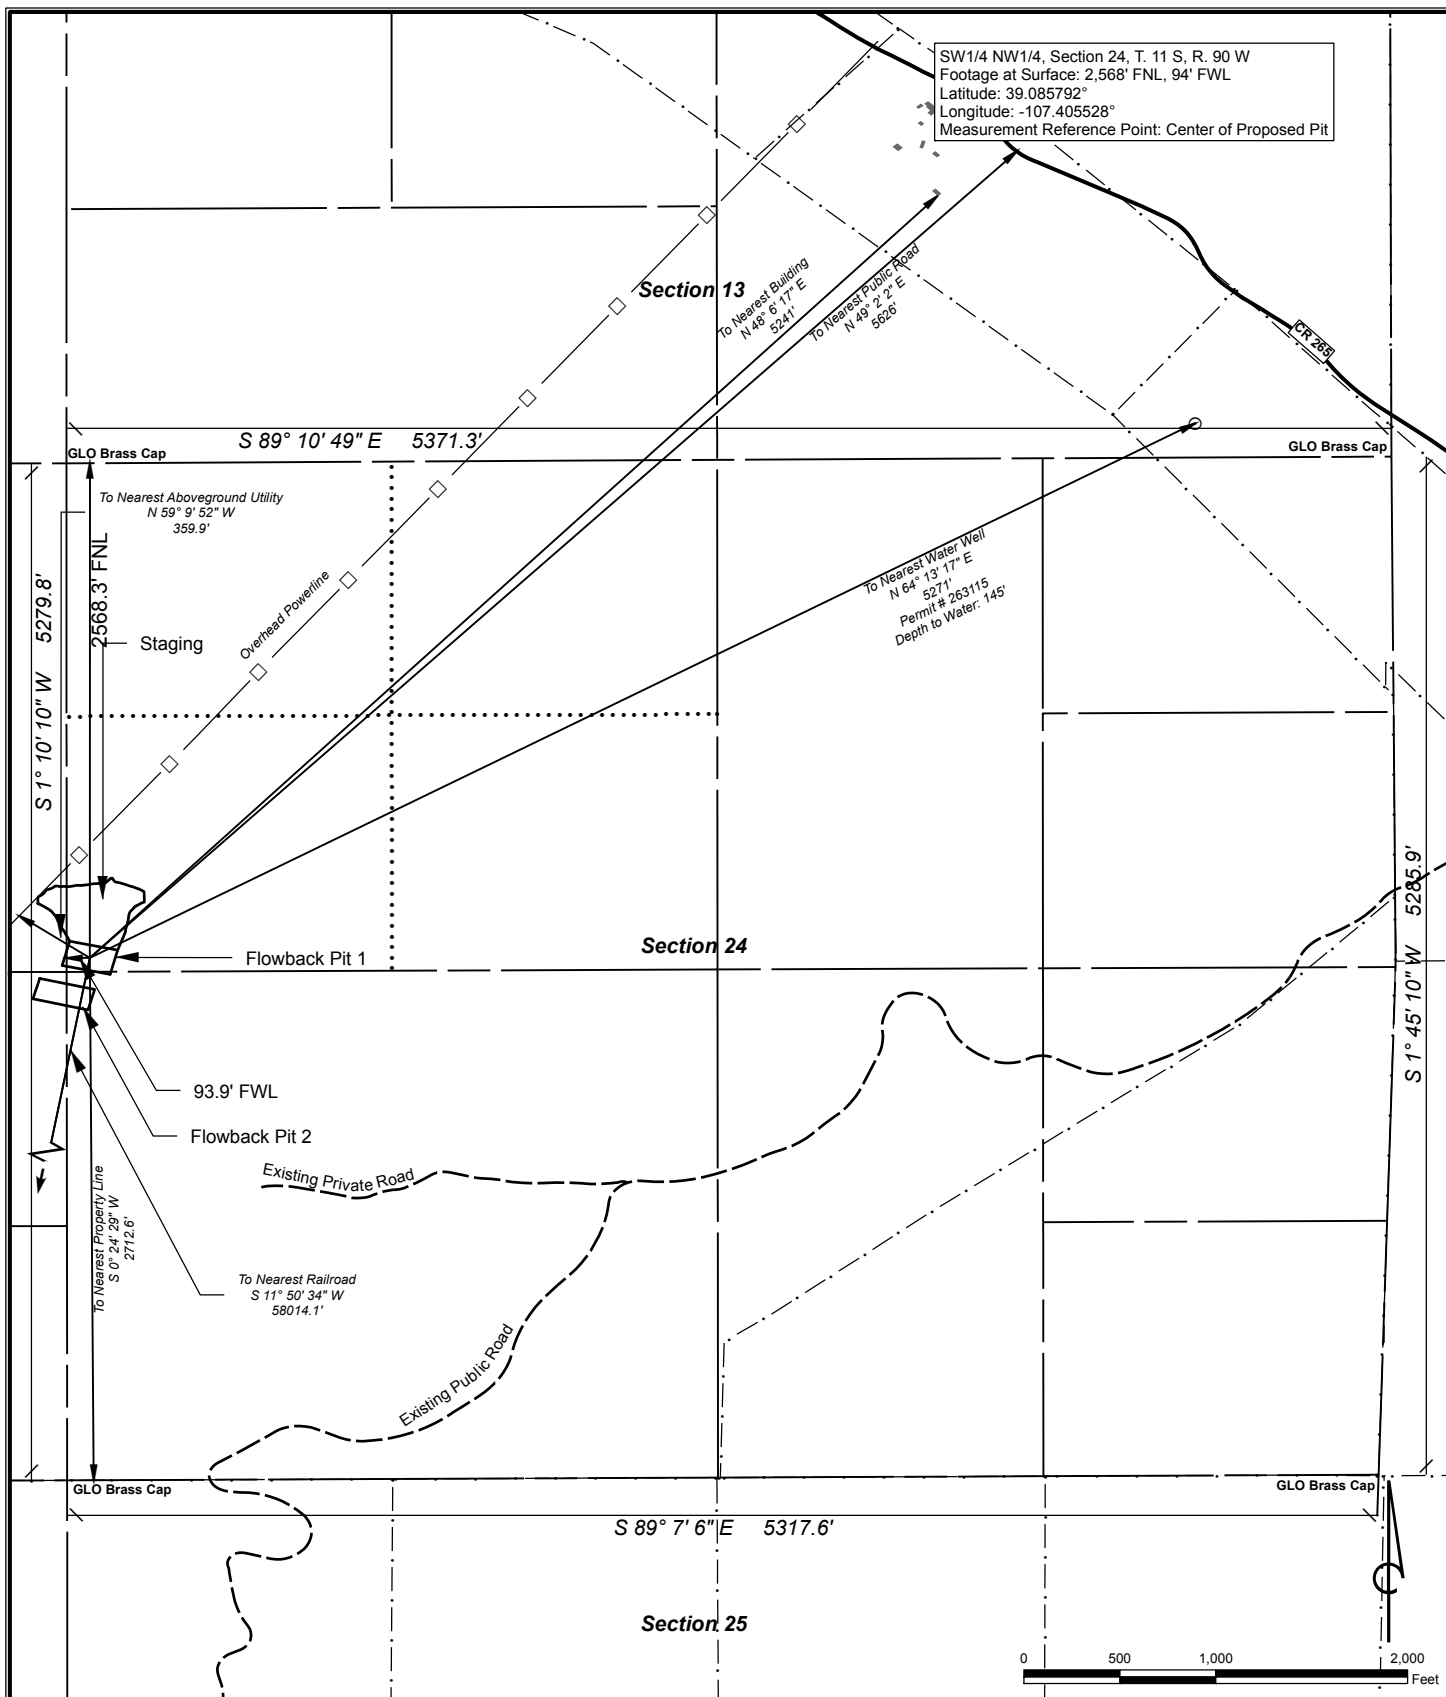 SW1/4 NW1/4, Section 24, T. 11 S, R. 90 W
Footage at Surface: 2,568' FNL, 94' FWL
Latitude: 39.085792°
Longitude: -107.405528°
Measurement Reference Point: Center of Proposed Pit
Section 13
To Nearest Building
N 48° 6' 17" E
5241'
To Nearest Public Road
N 49° 2' 2" E
5626'
CR 265
S 89° 10' 49" E 5371.3'
GLO Brass Cap
GLO Brass Cap
To Nearest Aboveground Utility
N 59° 9' 52" W
359.9'
2568.3' FNL
S 1° 10' 10" W 5279.8'
Staging
Overhead Powerline
To Nearest Water Well
N 64° 13' 17" E
5271'
Permit # 263115
Depth to Water: 145'
Section 24
Flowback Pit 1
S 1° 45' 10" W 5285.9'
93.9' FWL
Flowback Pit 2
Existing Private Road
To Nearest Property Line
S 0° 24' 29" W
2712.6'
To Nearest Railroad
S 11° 50' 34" W
58014.1'
Existing Public Road
GLO Brass Cap
GLO Brass Cap
S 89° 7' 6" E 5317.6'
Section 25
0 500 1,000 2,000
Feet